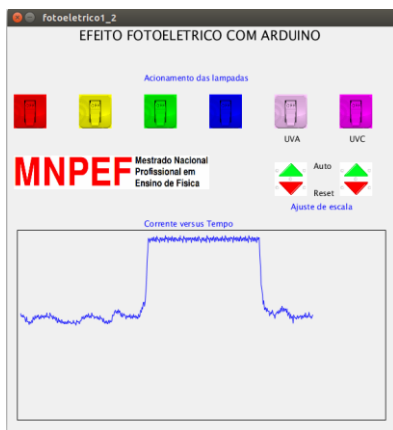 fotoeletrico1_2
EFEITO FOTOELETRICO COM ARDUINO
Acionamento das lampadas
UVA
UVC
MNPEF
Mestrado Nacional
Profissional em
Ensino de Física
Auto
Reset
Ajuste de escala
Corrente versus Tempo